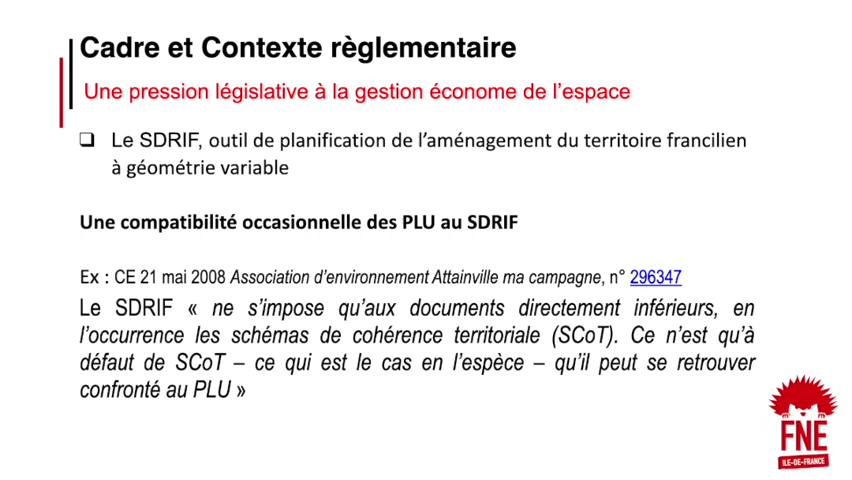 Cadre et Contexte règlementaire
Une pression législative à la gestion économe de l'espace
❑ Le SDRIF, outil de planification de l'aménagement du territoire francilien
à géométrie variable
Une compatibilité occasionnelle des PLU au SDRIF
Ex : CE 21 mai 2008 Association d'environnement Attainville ma campagne, n° 296347
Le SDRIF « ne s'impose qu'aux documents directement inférieurs, en
l'occurrence les schémas de cohérence territoriale (SCoT). Ce n'est qu'à
défaut de SCoT – ce qui est le cas en l'espèce – qu'il peut se retrouver
confronté au PLU »
FNE
ILE-DE-FRANCE